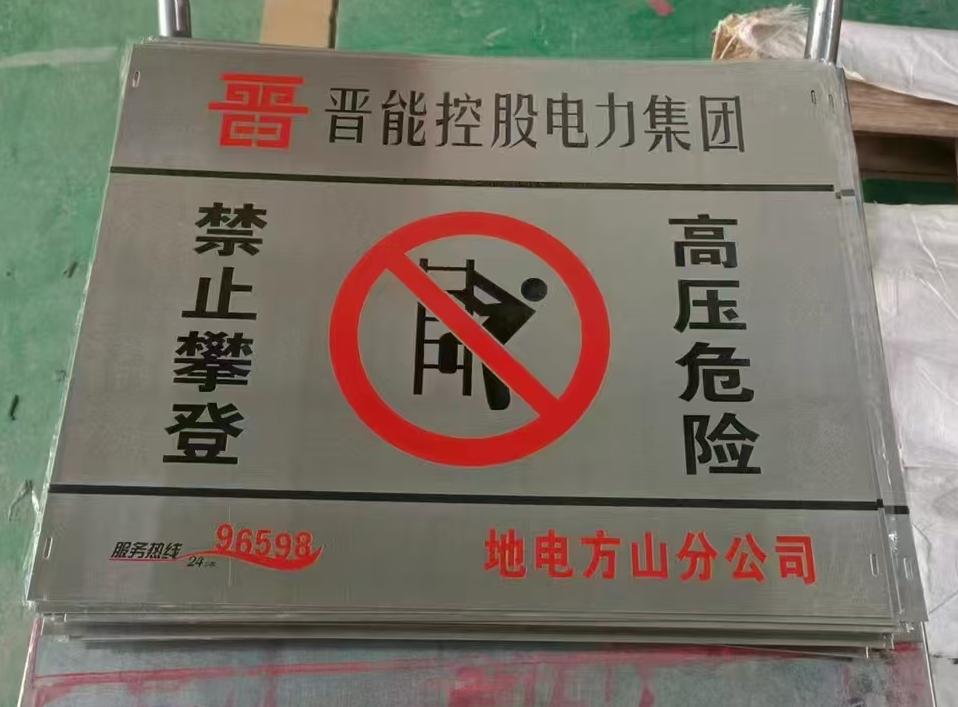 晋能控股电力集团
禁止攀登
高压危险
服务热线 96598
24小时
地电方山分公司